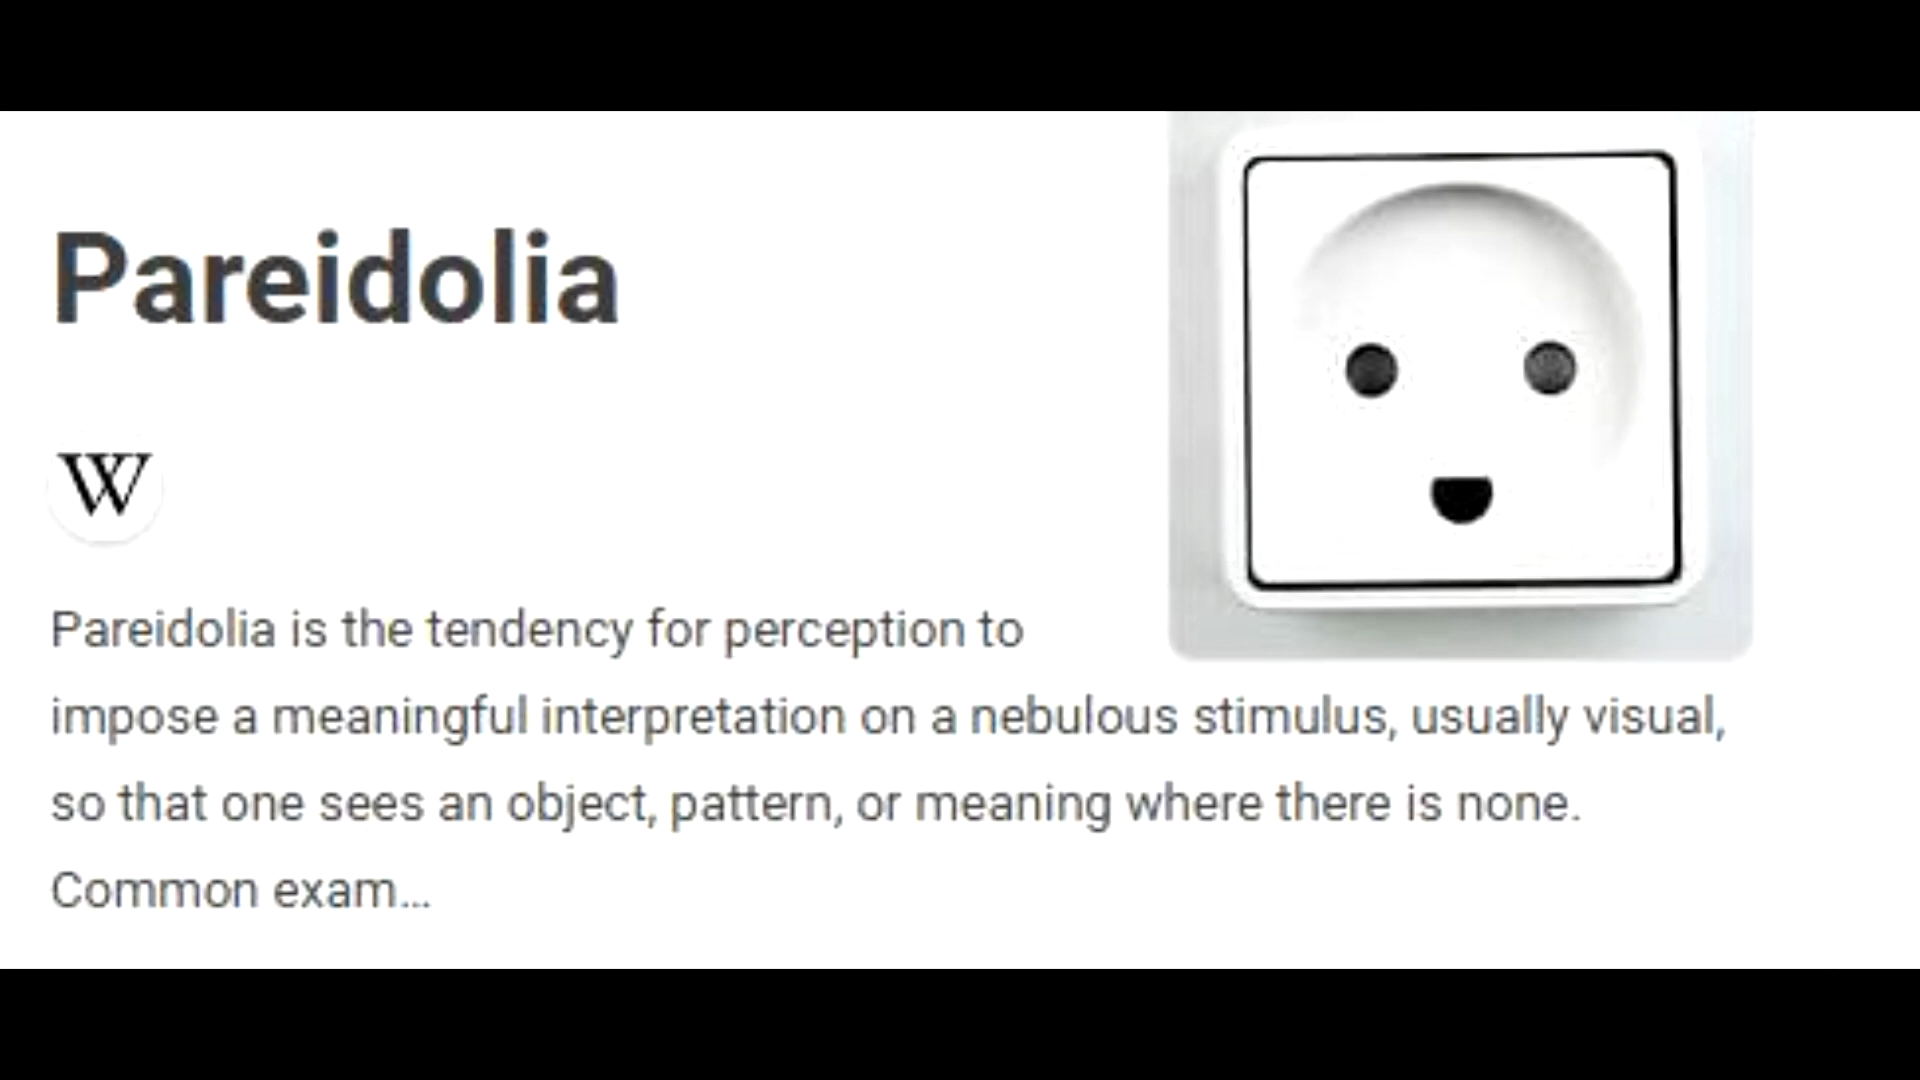 Pareidolia
W
Pareidolia is the tendency for perception to
impose a meaningful interpretation on a nebulous stimulus, usually visual,
so that one sees an object, pattern, or meaning where there is none.
Common exam...